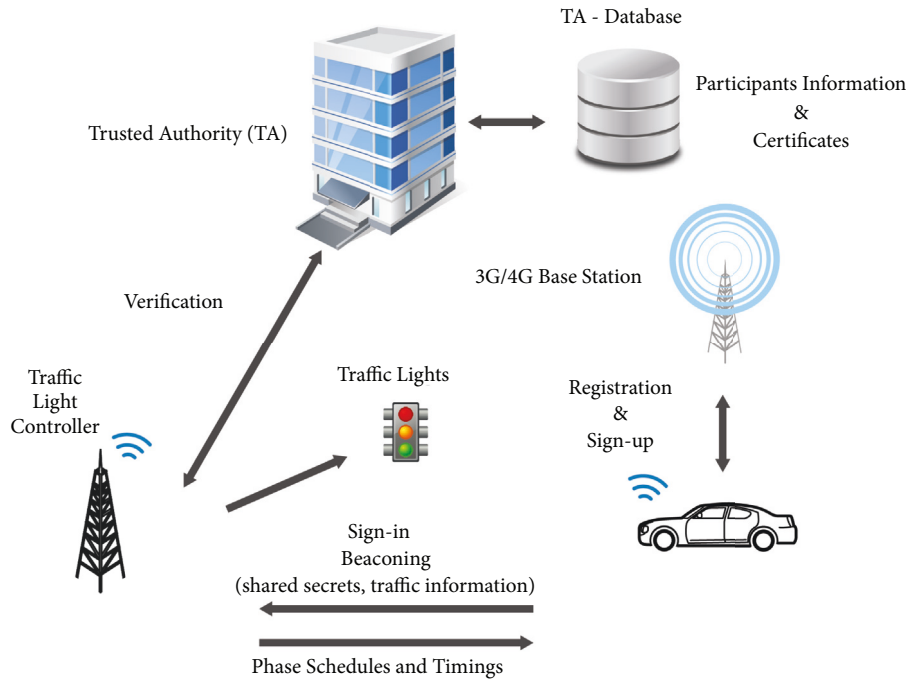 TA - Database
Participants Information
&
Certificates
Trusted Authority (TA)
3G/4G Base Station
Verification
Traffic Lights
Traffic
Light
Controller
Registration
&
Sign-up
Sign-in
Beaconing
(shared secrets, traffic information)
Phase Schedules and Timings